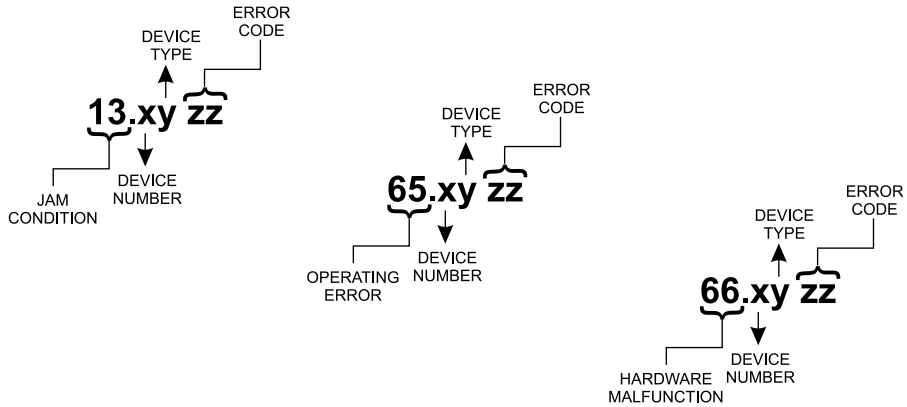 ERROR
CODE
DEVICE
TYPE
13.xy zz
JAM
CONDITION
DEVICE
NUMBER
ERROR
CODE
DEVICE
TYPE
65.xy zz
OPERATING
ERROR
DEVICE
NUMBER
ERROR
CODE
DEVICE
TYPE
66.xy zz
HARDWARE
MALFUNCTION
DEVICE
NUMBER